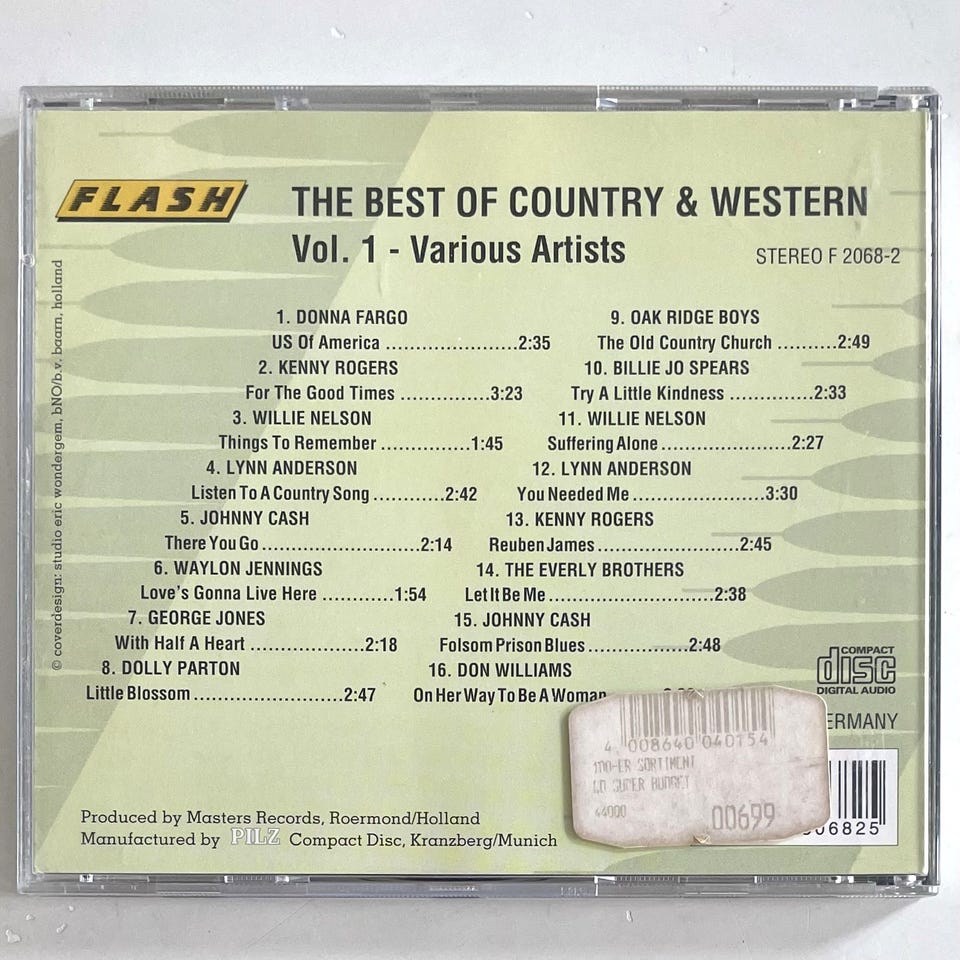 FLASH
THE BEST OF COUNTRY & WESTERN
Vol. 1 - Various Artists
STEREO F 2068-2
© coverdesign: studio eric wondergem, bNO/b.v. baarn, holland
1. DONNA FARGO
US Of America ......................2:35
2. KENNY ROGERS
For The Good Times ...............3:23
3. WILLIE NELSON
Things To Remember ...............1:45
4. LYNN ANDERSON
Listen To A Country Song ............2:42
5. JOHNNY CASH
There You Go ...........................2:14
6. WAYLON JENNINGS
Love's Gonna Live Here ............1:54
7. GEORGE JONES
With Half A Heart ...................2:18
8. DOLLY PARTON
Little Blossom .........................2:47
9. OAK RIDGE BOYS
The Old Country Church ..........2:49
10. BILLIE JO SPEARS
Try A Little Kindness ..............2:33
11. WILLIE NELSON
Suffering Alone ......................2:27
12. LYNN ANDERSON
You Needed Me ......................3:30
13. KENNY ROGERS
Reuben James ........................2:45
14. THE EVERLY BROTHERS
Let It Be Me ............................2:38
15. JOHNNY CASH
Folsom Prison Blues .................2:48
16. DON WILLIAMS
On Her Way To Be A Woman
COMPACT
disc
DIGITAL AUDIO
ERMANY
4 008640 040154
100-ER SORTIMENT
CD SUPER BUDGET
44000
00699
06825
Produced by Masters Records, Roermond/Holland
Manufactured by PILZ Compact Disc, Kranzberg/Munich